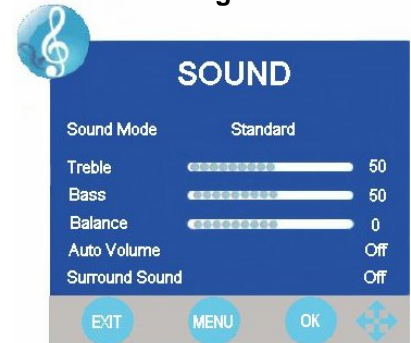 SOUND
Sound Mode Standard
Treble 50
Bass 50
Balance 0
Auto Volume Off
Surround Sound Off
EXIT MENU OK